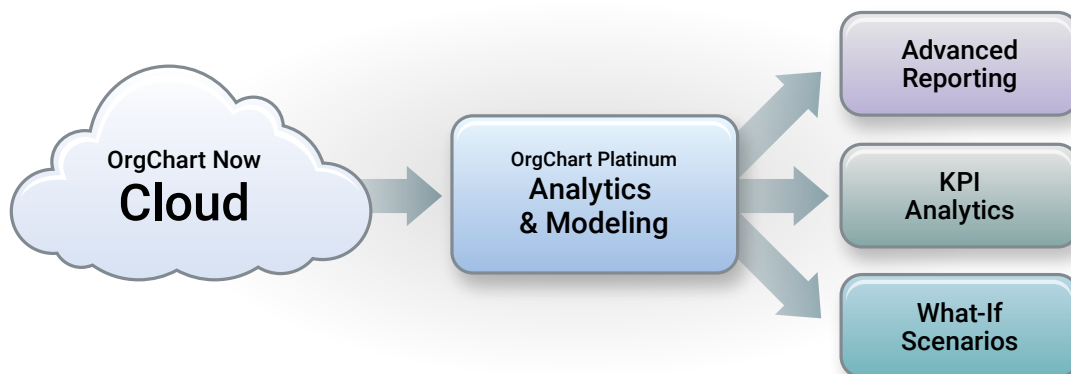 OrgChart Now
Cloud
OrgChart Platinum
Analytics
& Modeling
Advanced
Reporting
KPI
Analytics
What-If
Scenarios